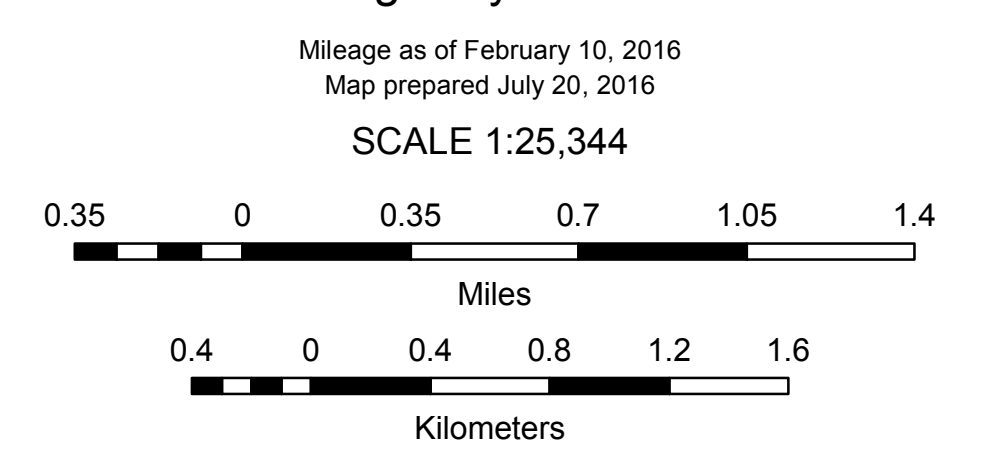 Mileage as of February 10, 2016
Map prepared July 20, 2016
SCALE 1:25,344
0.35 0 0.35 0.7 1.05 1.4
Miles
0.4 0 0.4 0.8 1.2 1.6
Kilometers